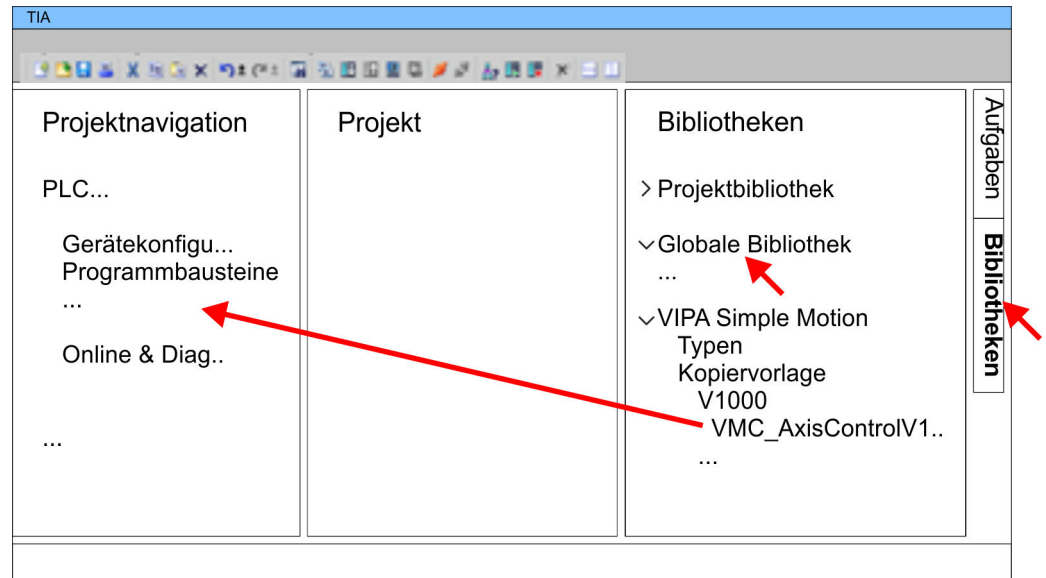 TIA
Projektnavigation
PLC...
Gerätekonfigu...
Programmbausteine
...
Online & Diag..
...
Projekt
Bibliotheken
Projektbibliothek
Globale Bibliothek
...
VIPA Simple Motion
Typen
Kopiervorlage
V1000
VMC_AxisControlV1..
...
Aufgaben
Bibliotheken